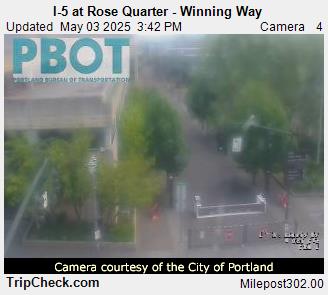 I-5 at Rose Quarter - Winning Way
Updated May 03 2025 3:42 PM Camera 4
PBOT
PORTLAND BUREAU OF TRANSPORTATION
Camera courtesy of the City of Portland
TripCheck.com Milepost302.00